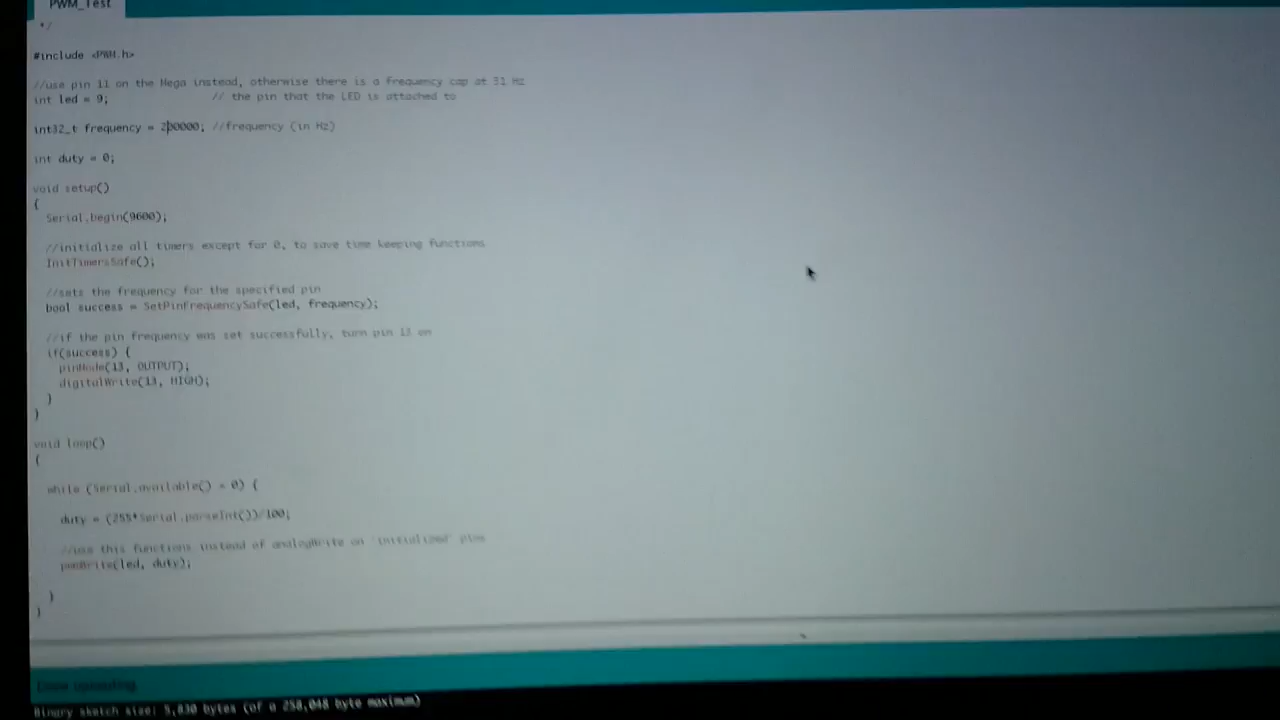 PWM_Test
*/
#include <PWM.h>
//use pin 11 on the Mega instead, otherwise there is a frequency cap at 31 Hz
int led = 9; // the pin that the LED is attached to
int32_t frequency = 200000; //frequency (in Hz)
int duty = 0;
void setup()
{
Serial.begin(9600);
//initialize all timers except for 0, to save time keeping functions
InitTimersSafe();
//sets the frequency for the specified pin
bool success = SetPinFrequencySafe(led, frequency);
//if the pin frequency was set successfully, turn pin 13 on
if(success) {
pinMode(13, OUTPUT);
digitalWrite(13, HIGH);
}
}
void loop()
{
while (Serial.available() > 0) {
duty = (255*Serial.parseInt())/100;
//use this functions instead of analogWrite on 'initialized' pins
pwmWrite(led, duty);
}
}
Done uploading.
Binary sketch size: 5,830 bytes (of a 258,048 byte maximum)